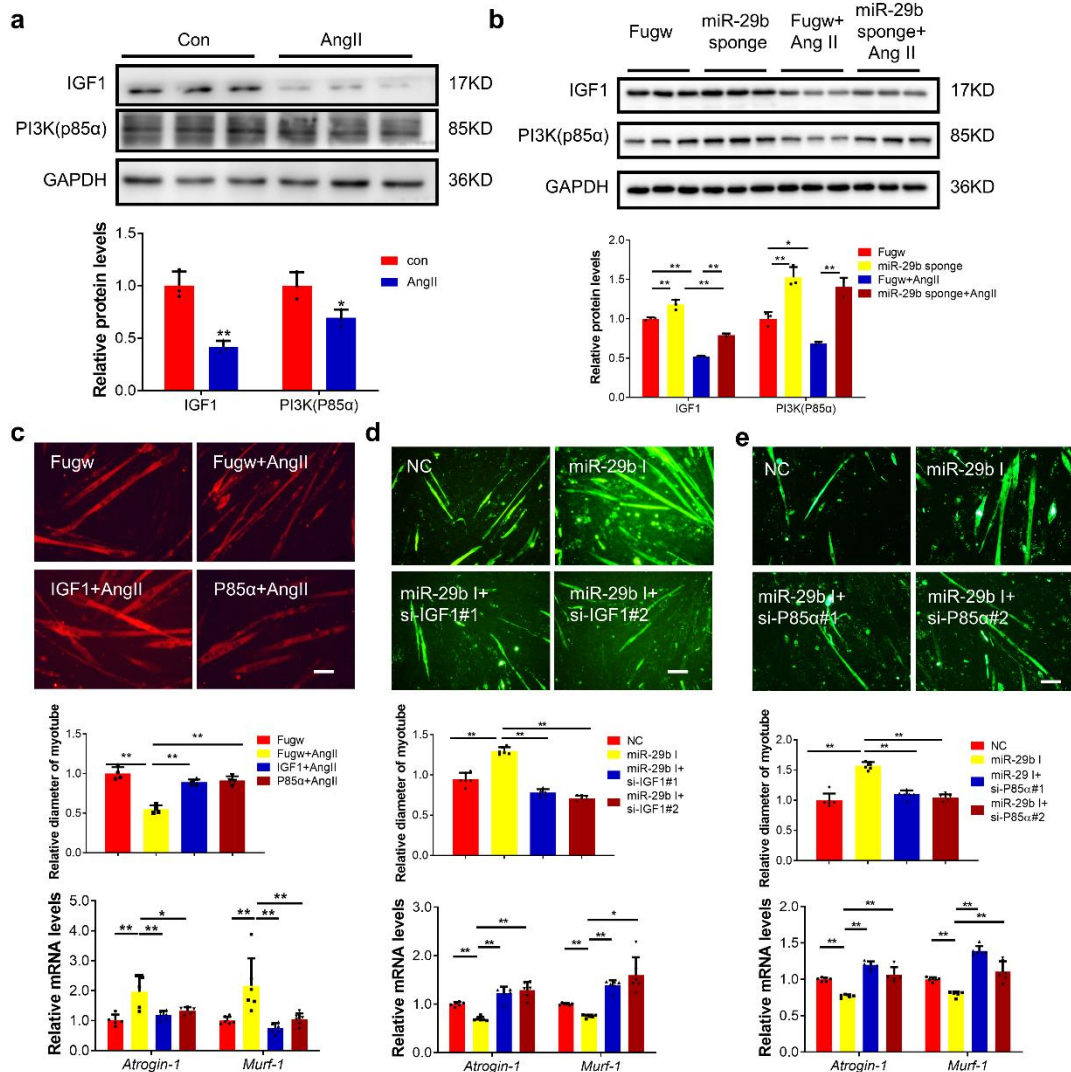 a
Con
AngII
IGF1
17KD
PI3K(p85α)
85KD
GAPDH
36KD
Relative protein levels
1.5
1.0
0.5
0.0
**
*
con
AngII
IGF1
PI3K(P85α)
b
Fugw
miR-29b
sponge
Fugw+
Ang II
miR-29b
sponge+
Ang II
IGF1
17KD
PI3K(p85α)
85KD
GAPDH
36KD
Relative protein levels
2.0
1.5
1.0
0.5
0.0
**
**
**
**
*
**
**
Fugw
miR-29b sponge
Fugw+AngII
miR-29b sponge+AngII
IGF1
PI3K(P85α)
c
Fugw
Fugw+AngII
IGF1+AngII
P85α+AngII
Relative diameter of myotube
1.5
1.0
0.5
0.0
**
**
**
Fugw
Fugw+AngII
IGF1+AngII
P85α+AngII
Relative mRNA levels
5.0
4.0
3.0
2.0
1.0
0.0
*
**
**
**
**
**
Atrogin-1
Murf-1
d
NC
miR-29b I
miR-29b I+
si-IGF1#1
miR-29b I+
si-IGF1#2
Relative diameter of myotube
1.5
1.0
0.5
0.0
**
**
**
NC
miR-29b I
miR-29b I+
si-IGF1#1
miR-29b I+
si-IGF1#2
Relative mRNA levels
3.0
2.0
1.0
0.0
**
**
**
*
**
**
Atrogin-1
Murf-1
e
NC
miR-29b I
miR-29b I+
si-P85α#1
miR-29b I+
si-P85α#2
Relative diameter of myotube
2.0
1.5
1.0
0.5
0.0
**
**
**
NC
miR-29b I
miR-29 I+
si-P85α#1
miR-29b I+
si-P85α#2
Relative mRNA levels
2.0
1.5
1.0
0.5
0.0
**
**
**
**
**
**
Atrogin-1
Murf-1